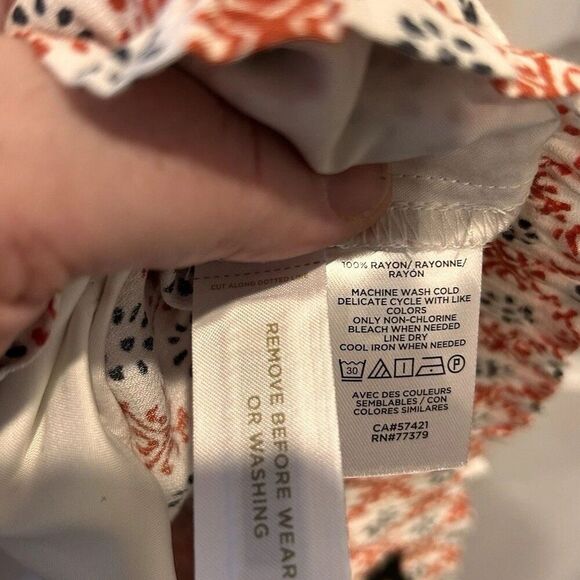 CUT ALONG DOTTED
REMOVE BEFORE WEAR
OR WASHING
100% RAYON/ RAYONNE/
RAYÓN
MACHINE WASH COLD
DELICATE CYCLE WITH LIKE
COLORS
ONLY NON-CHLORINE
BLEACH WHEN NEEDED
LINE DRY
COOL IRON WHEN NEEDED
30 P
AVEC DES COULEURS
SEMBLABLES / CON
COLORES SIMILARES
CA#57421
RN#77379